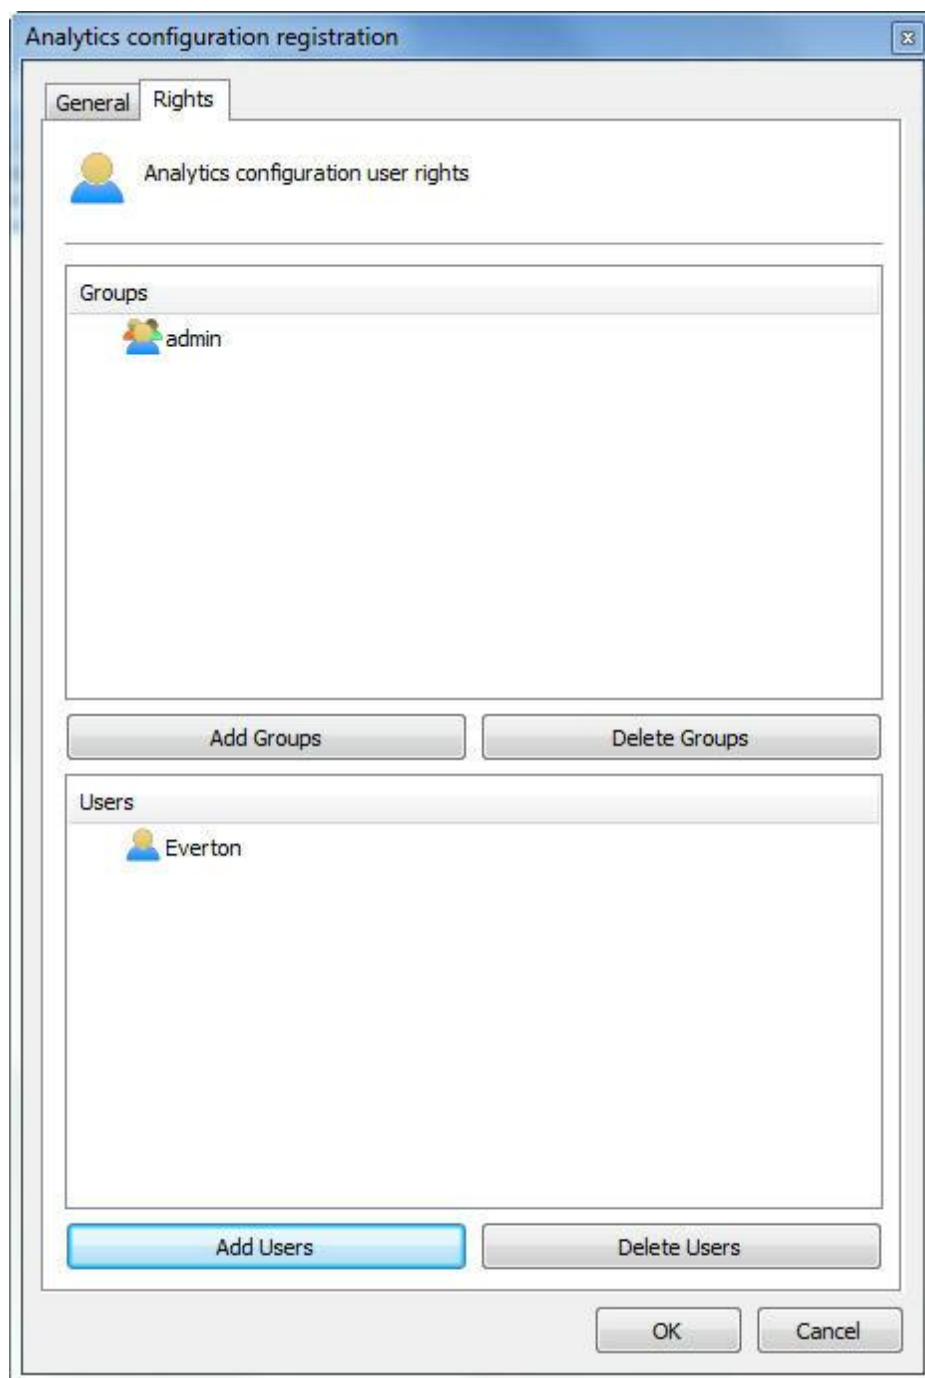 Analytics configuration registration
General Rights
Analytics configuration user rights
Groups
admin
Add Groups Delete Groups
Users
Everton
Add Users Delete Users
OK Cancel